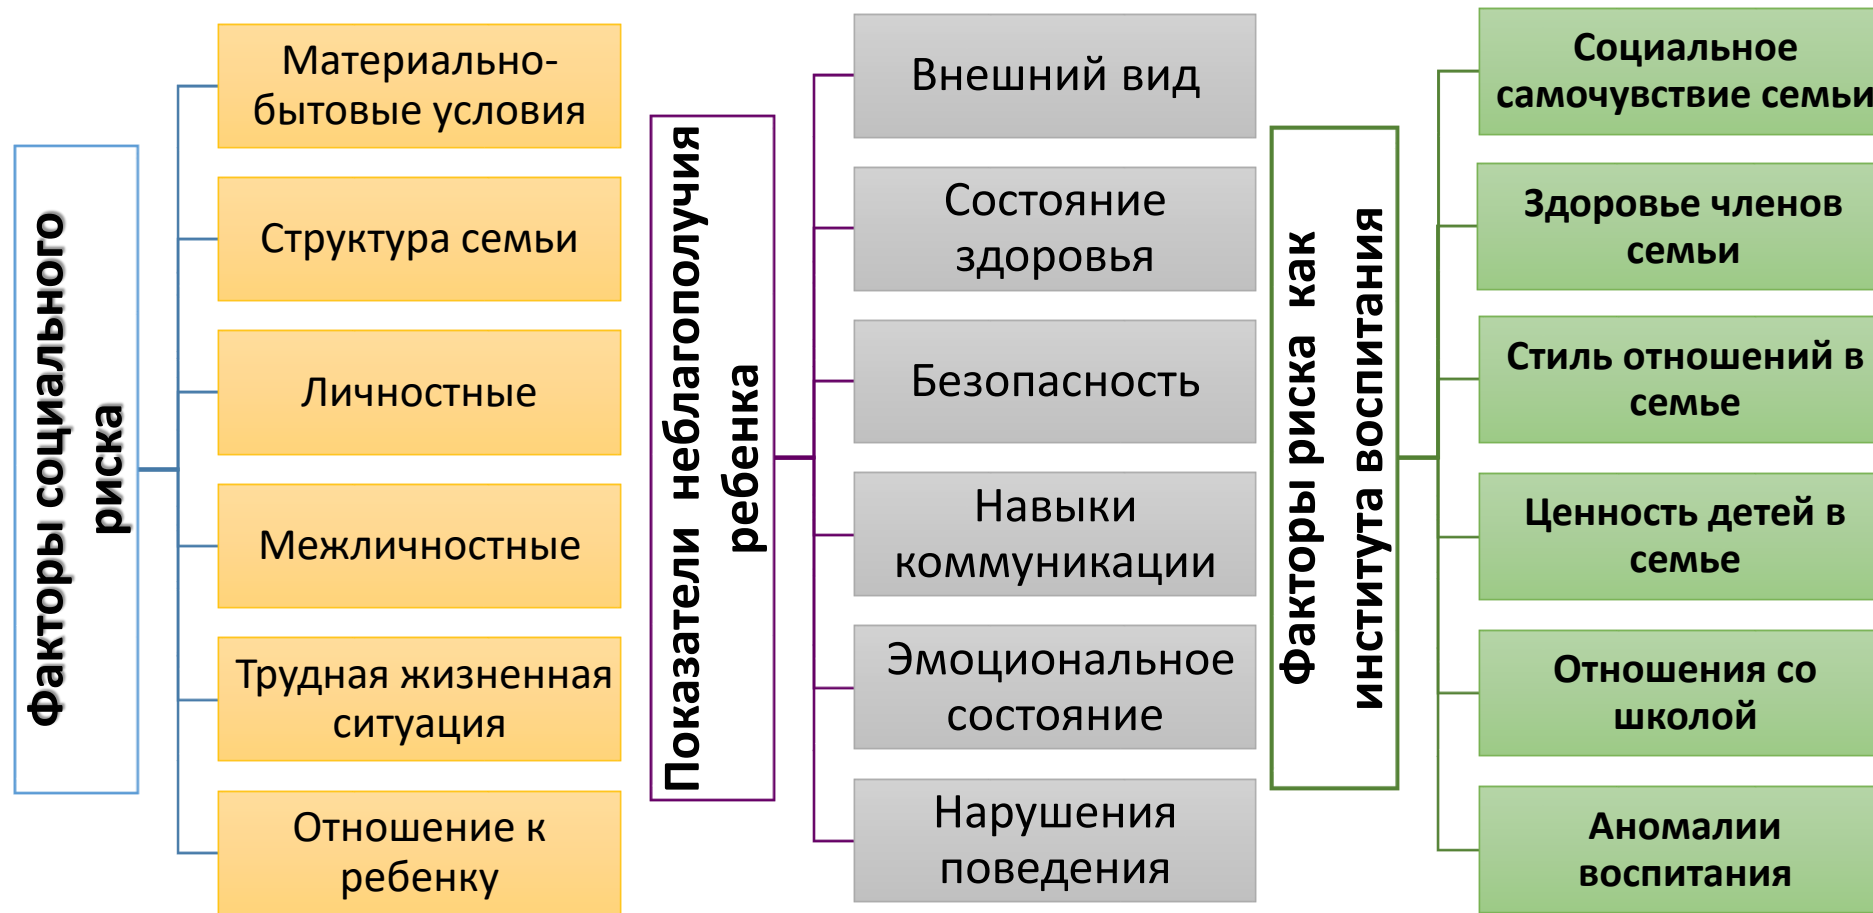 Факторы социального
риска
Материально-
бытовые условия
Структура семьи
Личностные
Межличностные
Трудная жизненная
ситуация
Отношение к
ребенку
Показатели неблагополучия
ребенка
Внешний вид
Состояние
здоровья
Безопасность
Навыки
коммуникации
Эмоциональное
состояние
Нарушения
поведения
Факторы риска как
института воспитания
Социальное
самочувствие семьи
Здоровье членов
семьи
Стиль отношений в
семье
Ценность детей в
семье
Отношения со
школой
Аномалии
воспитания